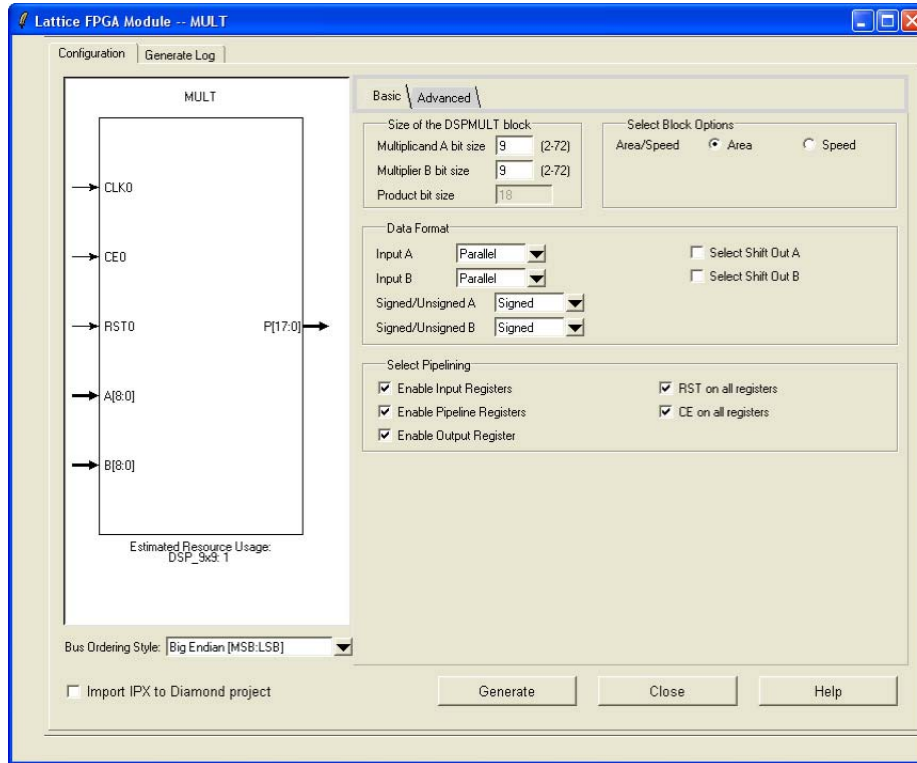 Lattice FPGA Module -- MULT
Configuration
Generate Log
MULT
CLK0
CE0
RST0
P[17:0]
A[8:0]
B[8:0]
Estimated Resource Usage:
DSP_9x9: 1
Bus Ordering Style: Big Endian [MSB:LSB]
Basic
Advanced
Size of the DSPMULT block
Multiplicand A bit size 9 (2-72)
Multiplier B bit size 9 (2-72)
Product bit size 18
Select Block Options
Area/Speed Area Speed
Data Format
Input A Parallel
Select Shift Out A
Input B Parallel
Select Shift Out B
Signed/Unsigned A Signed
Signed/Unsigned B Signed
Select Pipelining
Enable Input Registers
RST on all registers
Enable Pipeline Registers
CE on all registers
Enable Output Register
Import IPX to Diamond project
Generate
Close
Help